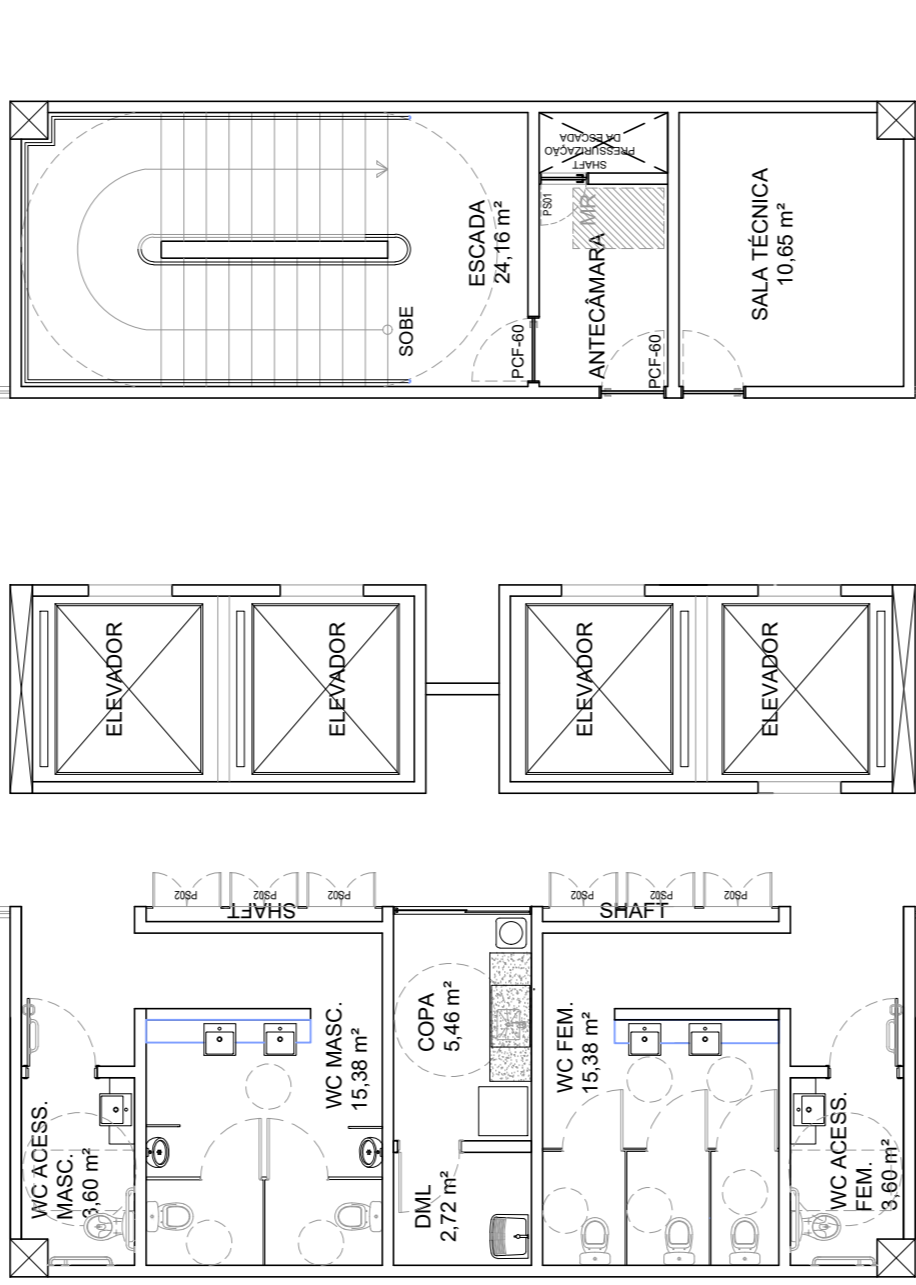 SHAFT
PRESSURIZAÇÃO
DA ESCADA
PS01
MR
ESCADA
24,16 m²
ANTECÂMARA
SALA TÉCNICA
10,65 m²
SOBE
PCF-60
PCF-60
ELEVADOR
ELEVADOR
ELEVADOR
ELEVADOR
PS02
PS02
PS02
PS02
PS02
PS02
SHAFT
SHAFT
WC MASC.
15,38 m²
COPA
5,46 m²
WC FEM.
15,38 m²
WC ACESS.
MASC.
3,60 m²
DML
2,72 m²
WC ACESS.
FEM.
3,60 m²